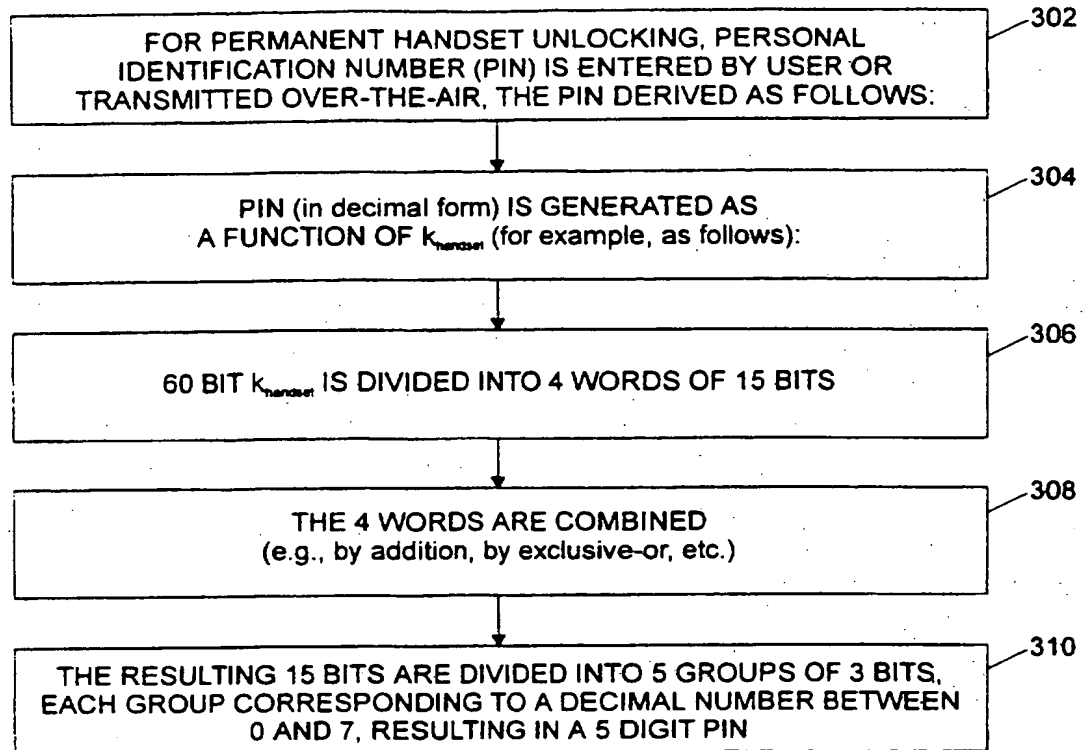 302
FOR PERMANENT HANDSET UNLOCKING, PERSONAL
IDENTIFICATION NUMBER (PIN) IS ENTERED BY USER OR
TRANSMITTED OVER-THE-AIR, THE PIN DERIVED AS FOLLOWS:
304
PIN (in decimal form) IS GENERATED AS
A FUNCTION OF k_handset (for example, as follows):
306
60 BIT k_handset IS DIVIDED INTO 4 WORDS OF 15 BITS
308
THE 4 WORDS ARE COMBINED
(e.g., by addition, by exclusive-or, etc.)
310
THE RESULTING 15 BITS ARE DIVIDED INTO 5 GROUPS OF 3 BITS,
EACH GROUP CORRESPONDING TO A DECIMAL NUMBER BETWEEN
0 AND 7, RESULTING IN A 5 DIGIT PIN